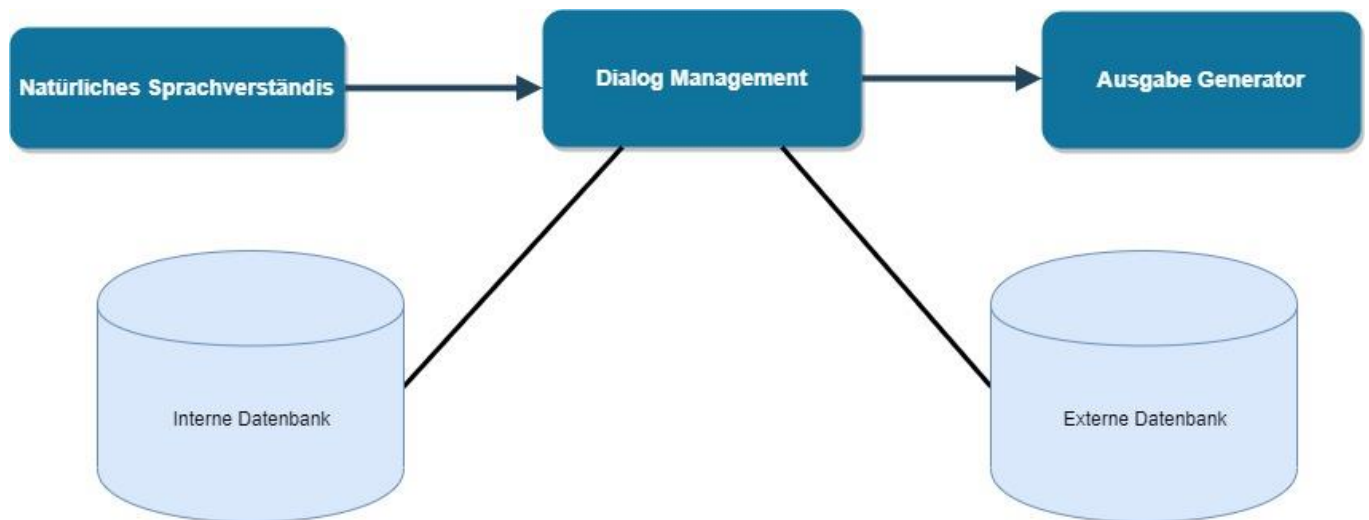 Natürliches Sprachverständis
Dialog Management
Ausgabe Generator
Interne Datenbank
Externe Datenbank